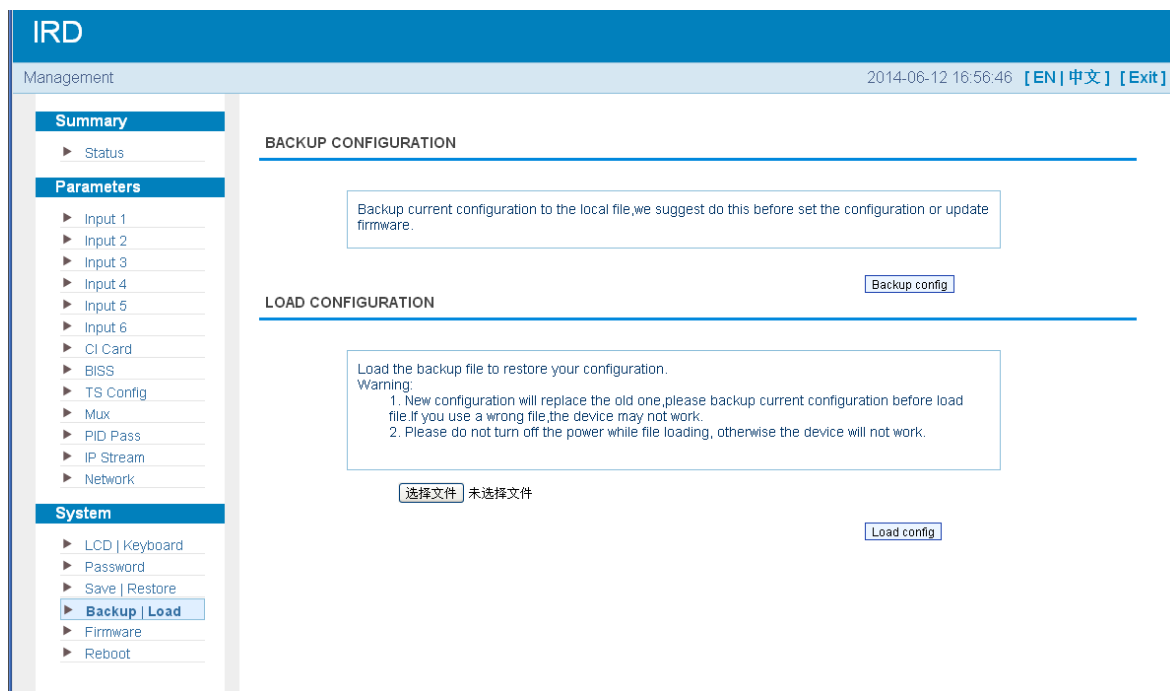 IRD
Management
2014-06-12 16:56:46 [ EN | 中文 ] [ Exit ]
Summary
Status
Parameters
Input 1
Input 2
Input 3
Input 4
Input 5
Input 6
CI Card
BISS
TS Config
Mux
PID Pass
IP Stream
Network
System
LCD | Keyboard
Password
Save | Restore
Backup | Load
Firmware
Reboot
BACKUP CONFIGURATION
Backup current configuration to the local file,we suggest do this before set the configuration or update
firmware.
Backup config
LOAD CONFIGURATION
Load the backup file to restore your configuration.
Warning:
1. New configuration will replace the old one,please backup current configuration before load
file.If you use a wrong file,the device may not work.
2. Please do not turn off the power while file loading, otherwise the device will not work.
选择文件 未选择文件
Load config